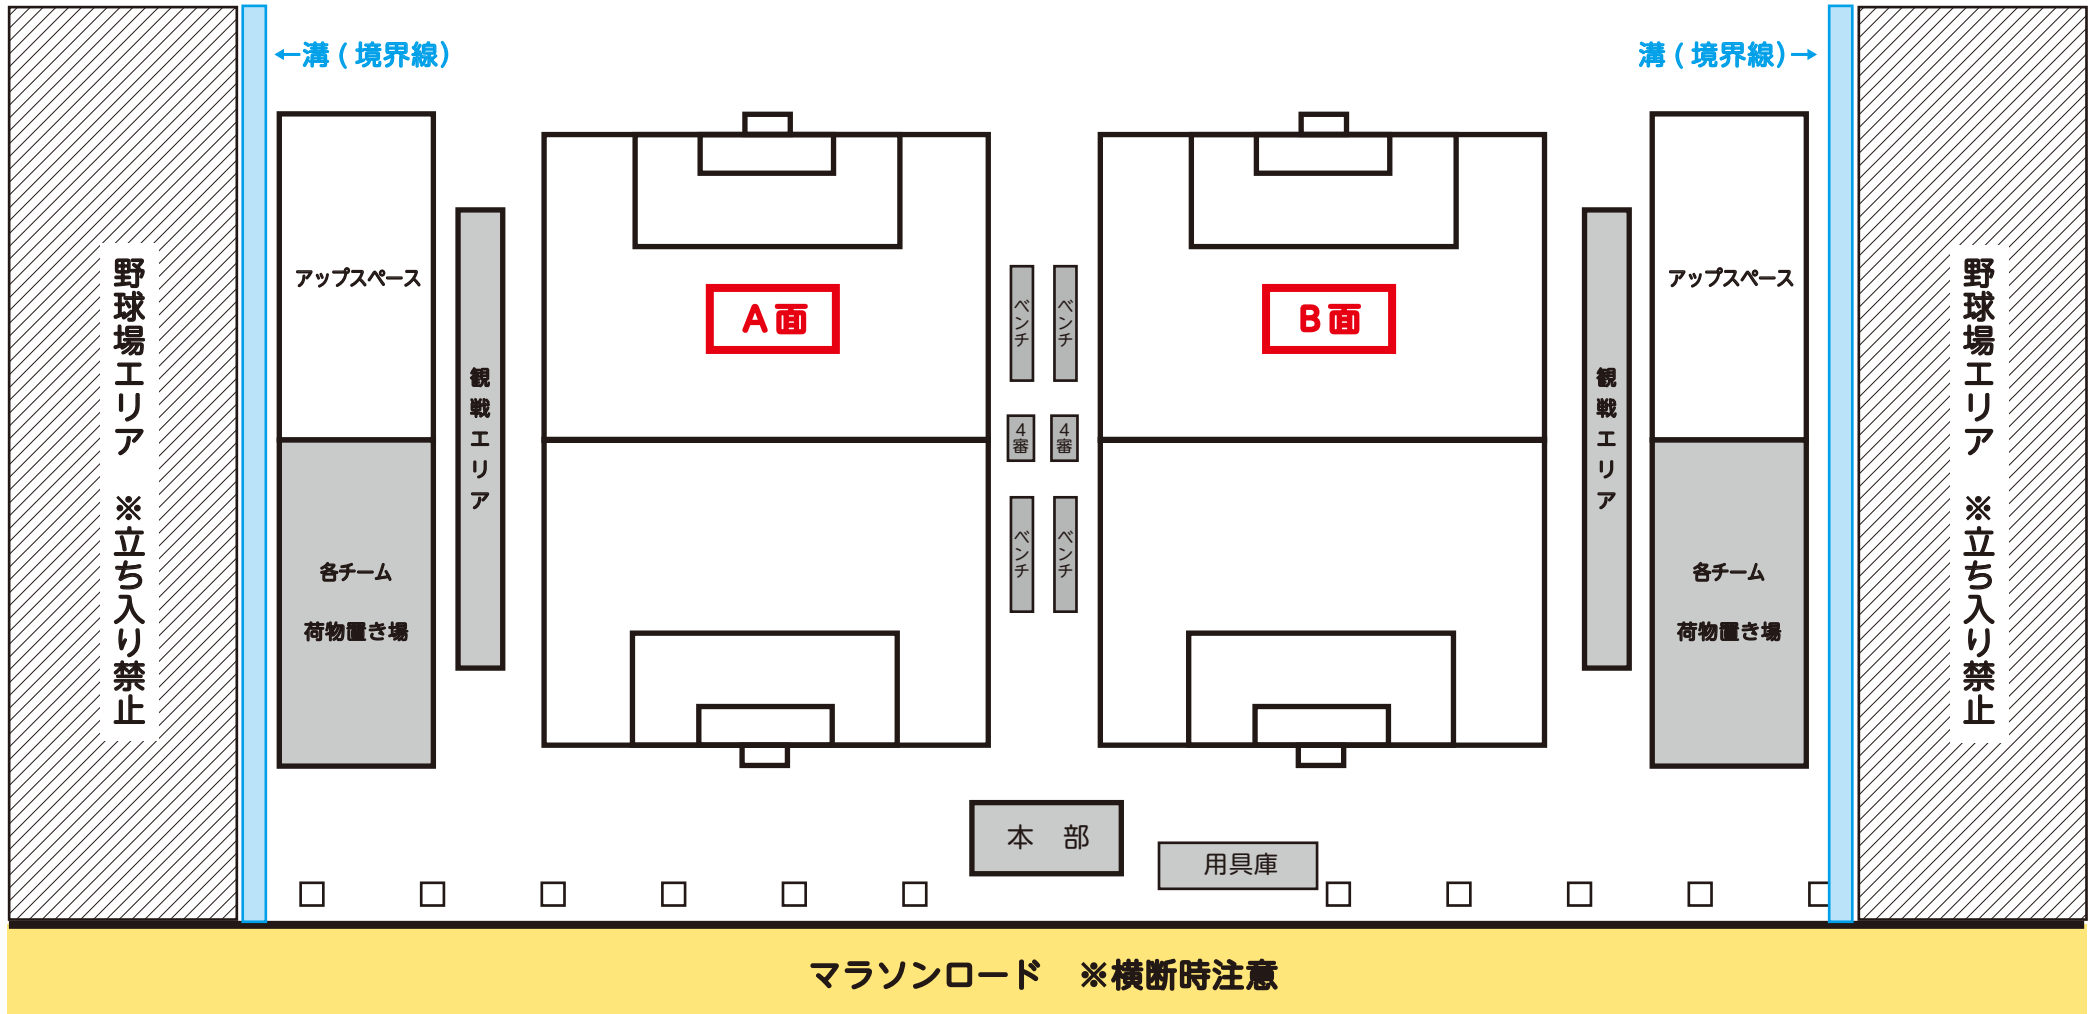 ←溝(境界線)
溝(境界線)→
野球場エリア　※立ち入り禁止
アップスペース
各チーム
荷物置き場
観戦エリア
A面
ベンチ
ベンチ
4審
4審
ベンチ
ベンチ
B面
観戦エリア
アップスペース
各チーム
荷物置き場
野球場エリア　※立ち入り禁止
本　部
用具庫
マラソンロード　※横断時注意